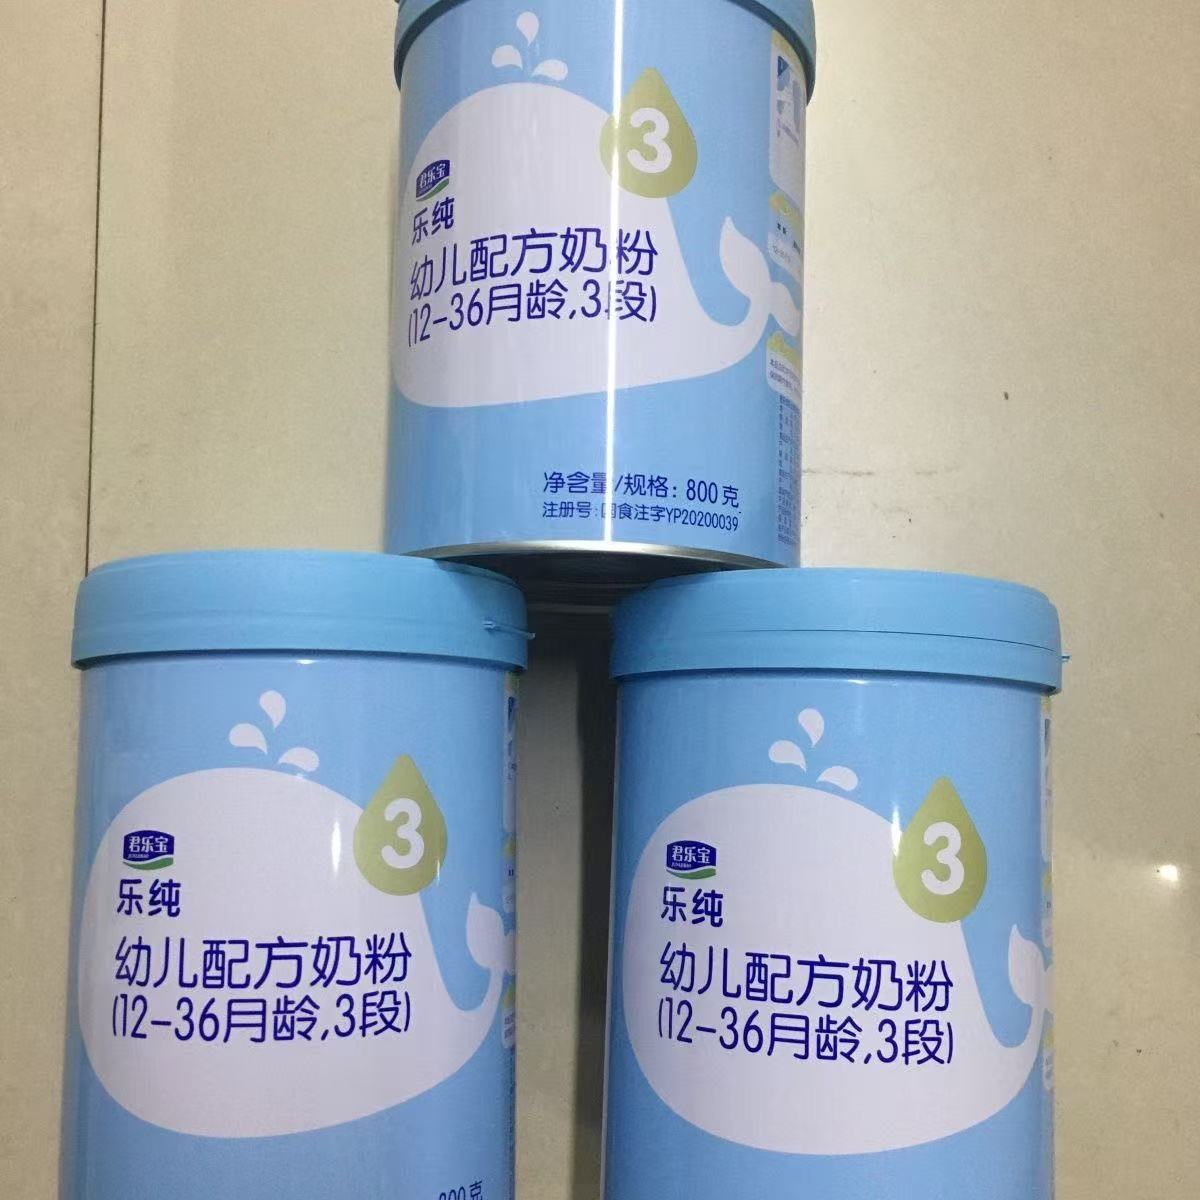 3
君乐宝
乐纯
幼儿配方奶粉
(12-36月龄,3段)
净含量/规格：800克
注册号：国食注字YP20200039
3
君乐宝
JUNLEBAO
乐纯
幼儿配方奶粉
(12-36月龄,3段)
3
君乐宝
JUNLEBAO
乐纯
幼儿配方奶粉
(12-36月龄,3段)